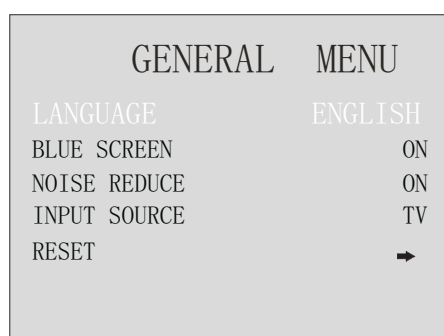 GENERAL MENU
LANGUAGE ENGLISH
BLUE SCREEN ON
NOISE REDUCE ON
INPUT SOURCE TV
RESET ➡